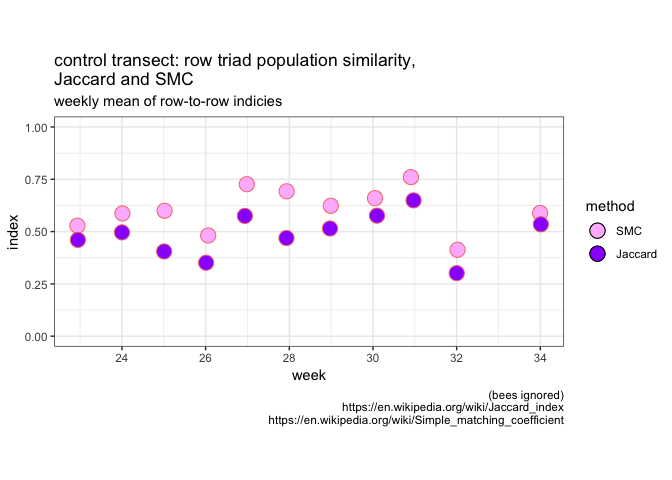 control transect: row triad population similarity,
Jaccard and SMC
weekly mean of row-to-row indicies
1.00
0.75
0.50
0.25
0.00
index
24 26 28 30 32 34
week
method
SMC
Jaccard
(bees ignored)
https://en.wikipedia.org/wiki/Jaccard_index
https://en.wikipedia.org/wiki/Simple_matching_coefficient